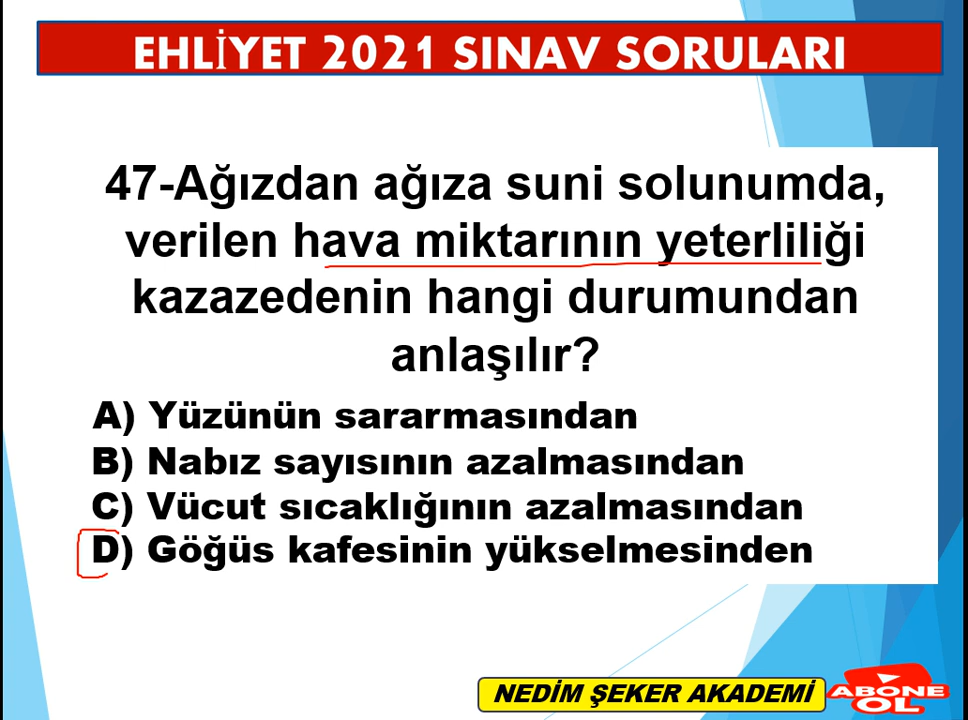 EHLİYET 2021 SINAV SORULARI
47-Ağızdan ağıza suni solunumda,
verilen hava miktarının yeterliliği
kazazedenin hangi durumundan
anlaşılır?
A) Yüzünün sararmasından
B) Nabız sayısının azalmasından
C) Vücut sıcaklığının azalmasından
D) Göğüs kafesinin yükselmesinden
NEDİM ŞEKER AKADEMİ
ABONE
OL